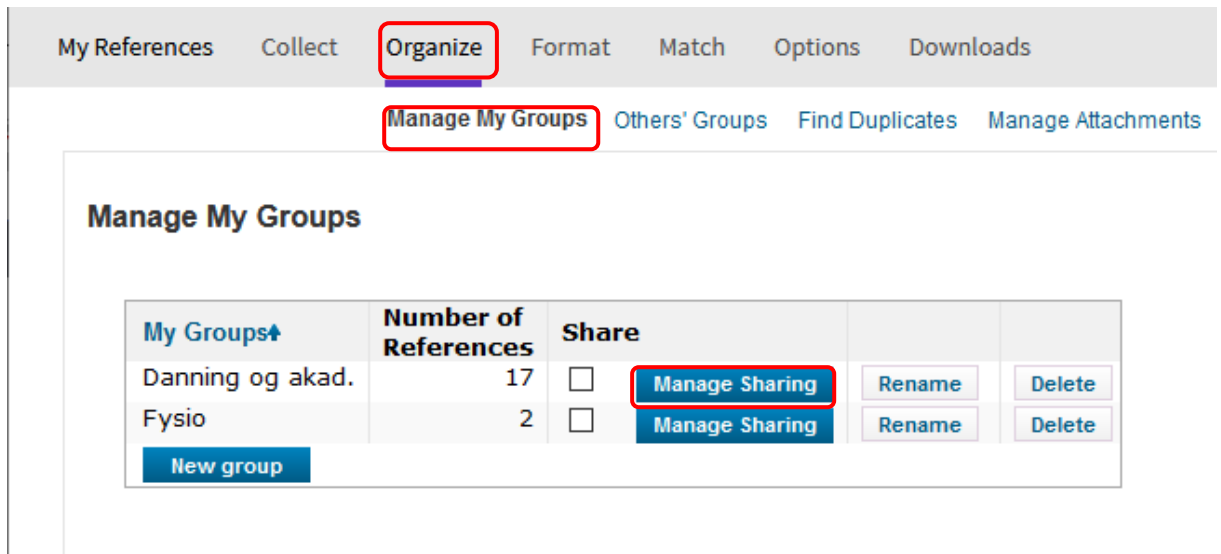 My References Collect Organize Format Match Options Downloads
Manage My Groups Others' Groups Find Duplicates Manage Attachments
Manage My Groups
My Groups Number of References Share
Danning og akad. 17 Manage Sharing Rename Delete
Fysio 2 Manage Sharing Rename Delete
New group